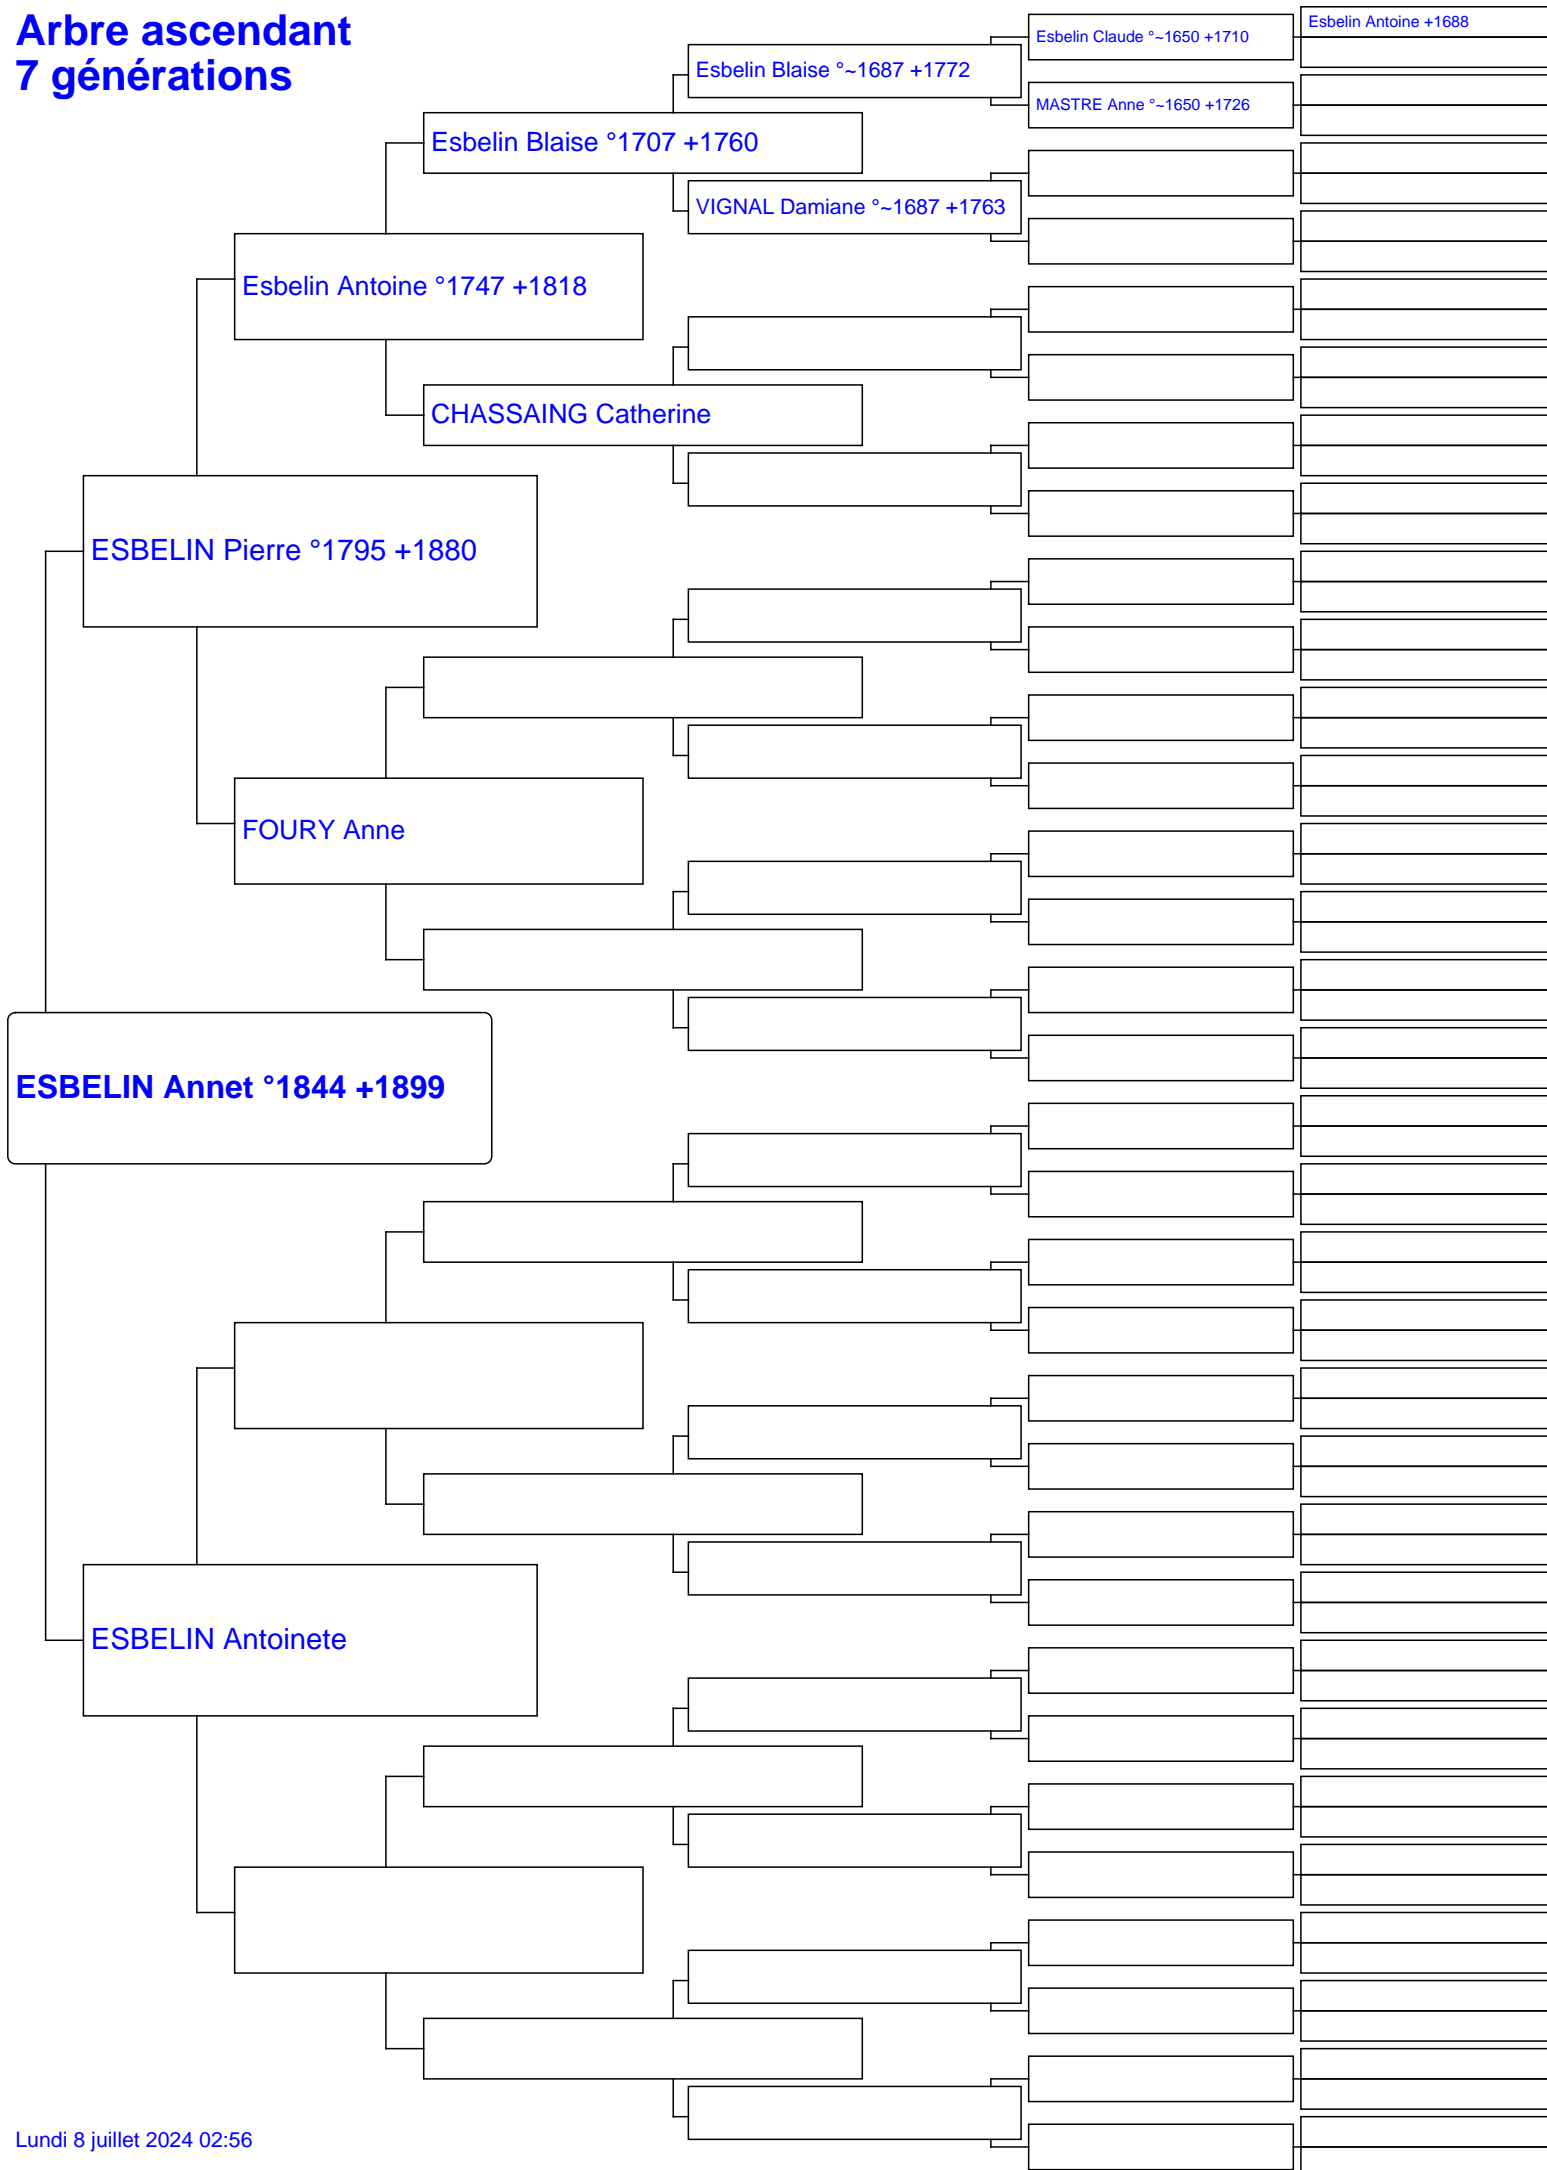 Arbre ascendant
7 générations
Esbelin Antoine +1688
Esbelin Claude °~1650 +1710
Esbelin Blaise °~1687 +1772
MASTRE Anne °~1650 +1726
Esbelin Blaise °1707 +1760
VIGNAL Damiane °~1687 +1763
Esbelin Antoine °1747 +1818
CHASSAING Catherine
ESBELIN Pierre °1795 +1880
FOURY Anne
ESBELIN Annet °1844 +1899
ESBELIN Antoinete
Lundi 8 juillet 2024 02:56